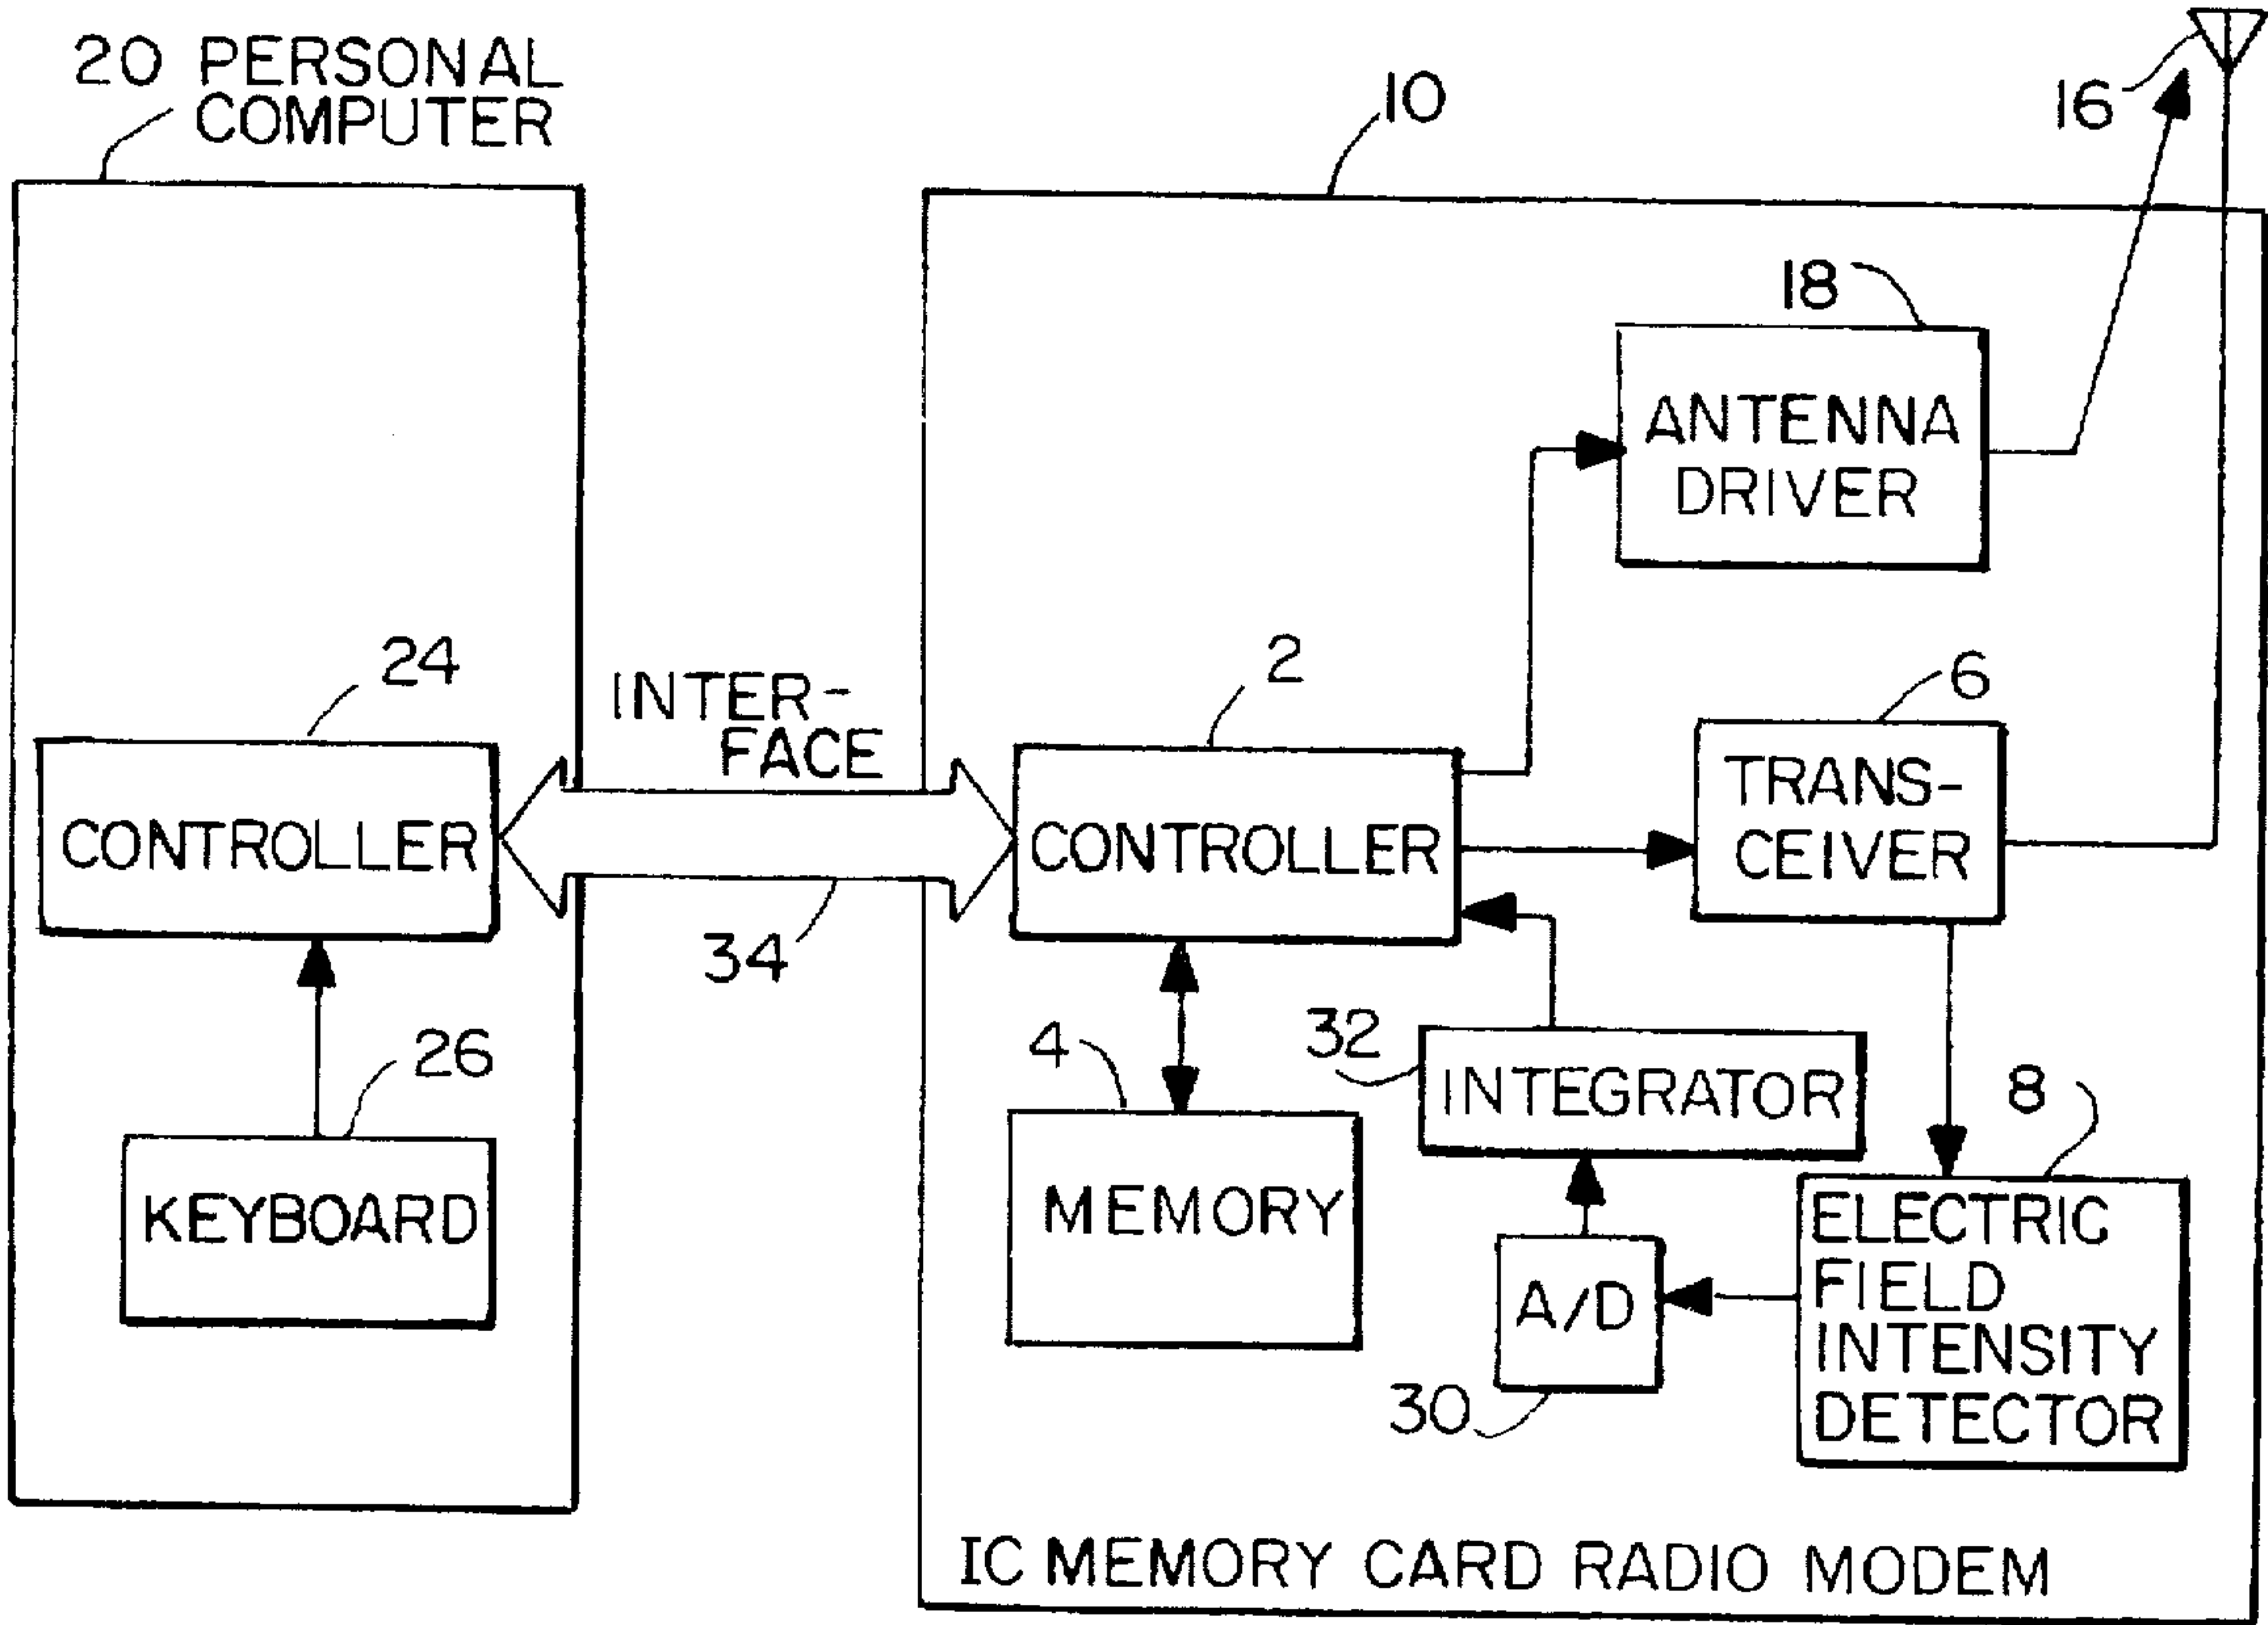 20 PERSONAL
COMPUTER
10
16
18
ANTENNA
DRIVER
24
INTER-
FACE
2
6
CONTROLLER
CONTROLLER
TRANS-
CEIVER
34
26
4
32
INTEGRATOR
8
KEYBOARD
MEMORY
A/D
30
ELECTRIC
FIELD
INTENSITY
DETECTOR
IC MEMORY CARD RADIO MODEM